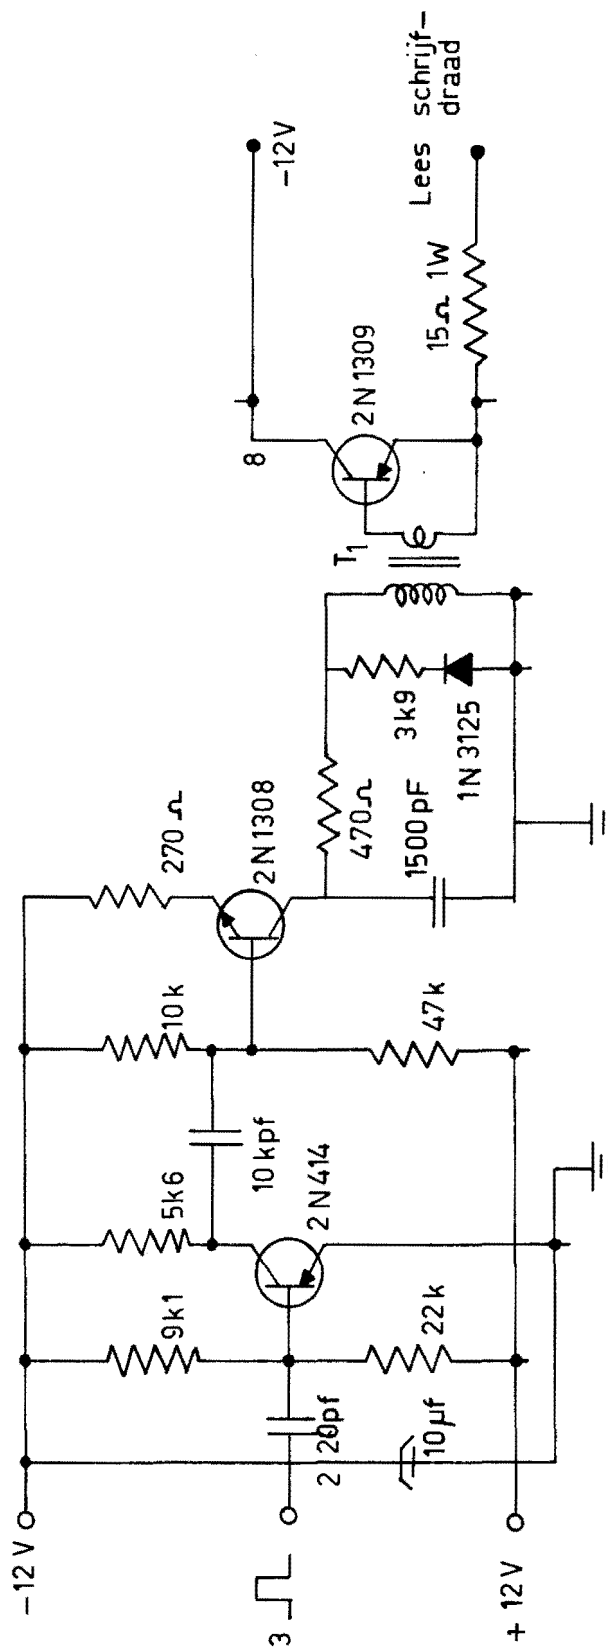 -12V
3
+12V
2
20pf
10μf
9k1
22k
5k6
2N414
10kpf
10k
47k
270Ω
2N1308
470Ω
1500pF
3k9
1N3125
T1
8
2N1309
-12V
15Ω 1W
Lees schrijf-
draad